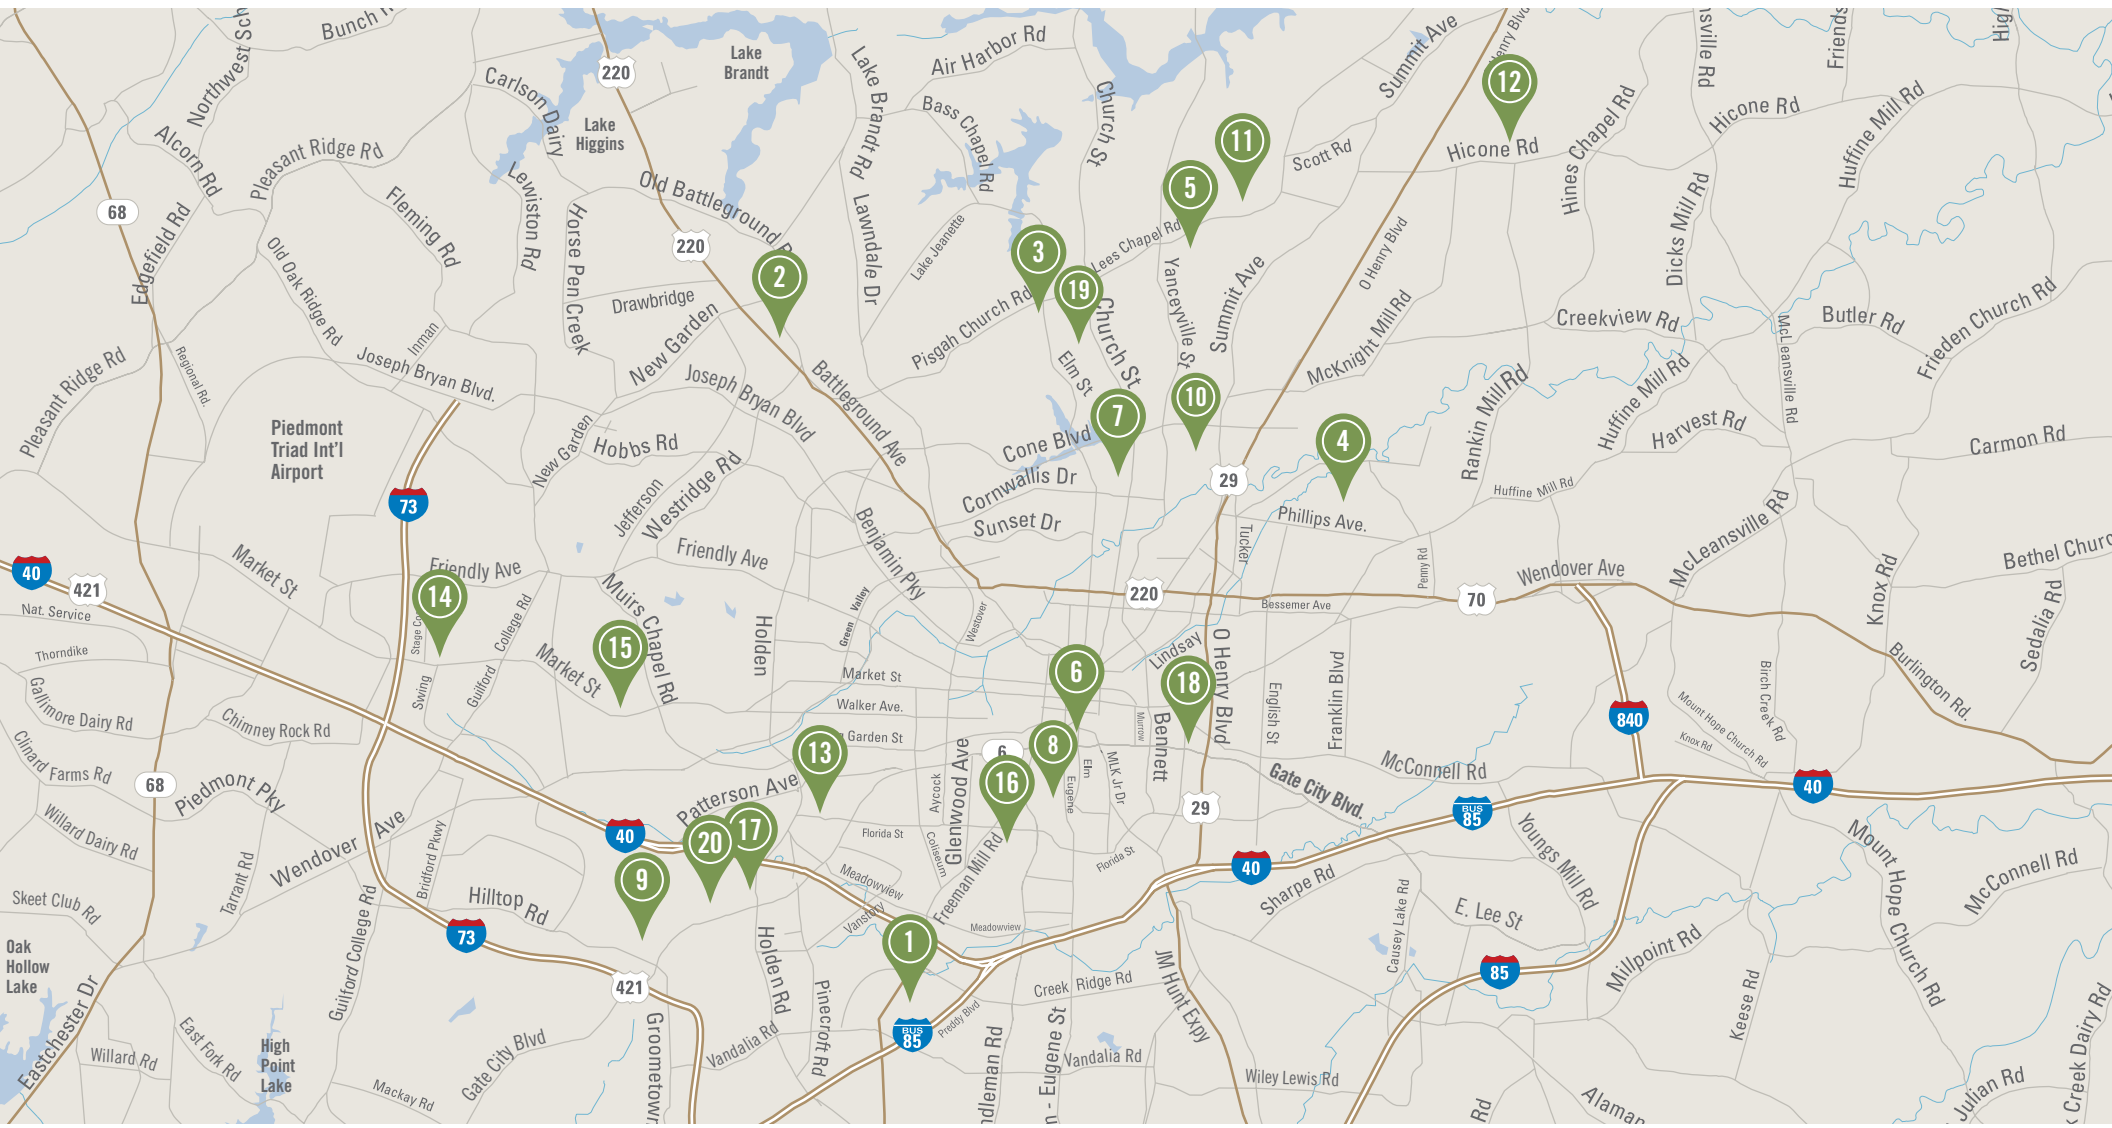 Bunch
Northwest Sch
Alcorn Rd
Pleasant Ridge Rd
Carlson Dairy
220
Lake
Brandt
Lake
Higgins
Lake Brandt Rd
Air Harbor Rd
Bass Chapel Rd
Church St
Summit Ave
Henry Blvd
12
Hicone Rd
Hines Chapel Rd
Hicone Rd
Huffine Mill Rd
Friends
11
Scott Rd
5
68
Edgefield Rd
Fleming Rd
Lewiston Rd
Horse Pen Creek
Old Battleground
220
Lawndale Dr
Lake Jeanette
3
19
Lees Chapel Rd
Yanceyville St
Summit Ave
O Henry Blvd
Dicks Mill Rd
Old Oak Ridge Rd
2
Drawbridge
New Garden
Pisgah Church Rd
Church St
Elm St
McKnight Mill Rd
Creekview Rd
Butler Rd
Frieden Church Rd
McLeansville Rd
Inman
Joseph Bryan Blvd.
Regional Rd.
Pleasant Ridge Rd
Joseph Bryan Blvd
Battleground Ave
Piedmont
Triad Int'l
Airport
New Garden
Hobbs Rd
Westridge Rd
Jefferson
Cone Blvd
7
10
4
Rankin Mill Rd
Huffine Mill Rd
Harvest Rd
Carmon Rd
73
Cornwallis Dr
Sunset Dr
29
Huffine Mill Rd
Phillips Ave.
Tucker
Penny Rd
McLeansville Rd
Knox Rd
Bethel Churc
Sedalia Rd
40
421
Market St
Friendly Ave
Friendly Ave
Benjamin Pky
220
Bessemer Ave
70
Wendover Ave
Nat. Service
14
Stage Co
College Rd
Guilford
Muirs Chapel Rd
Holden
Green Valley
Westover
Thorndike
15
Market St
Swing
Market St
Walker Ave.
Garden St
6
Lindsay
18
O Henry Blvd
Murrow
Bennett
English St
Franklin Blvd
Birch Creek Rd
Mount Hope Church Rd
Knox Rd
Burlington Rd.
840
Gallimore Dairy Rd
Chimney Rock Rd
Clinard Farms Rd
68
Piedmont Pky
13
Patterson Ave
6
8
16
Aycock
Glenwood Ave
Elm
Eugene
MLK Jr Dr
Gate City Blvd.
McConnell Rd
40
Willard Dairy Rd
Wendover Ave
Bridford Pkwy
40
20
17
Florida St
Coliseum
Freeman Mill Rd
Florida St
29
BUS
85
Youngs Mill Rd
Tarrant Rd
Hilltop Rd
9
Meadowview
Vanstory
Meadowview
40
Sharpe Rd
E. Lee St
Mount Hope Church Rd
McConnell Rd
Skeet Club Rd
Guilford College Rd
73
Holden Rd
1
Causey Lake Rd
Millpoint Rd
Oak
Hollow
Lake
421
Pinecroft Rd
Creek Ridge Rd
JM Hunt Expy
85
Keese Rd
Eastchester Dr
East Fork Rd
Groometown
BUS
85
Preddy Blvd
Willard Rd
High
Point
Lake
Gate City Blvd
Vandalia Rd
ndleman Rd
Eugene St
Vandalia Rd
Wiley Lewis Rd
Mackay Rd
Rd
Alaman
Julian Rd
Creek Dairy Rd